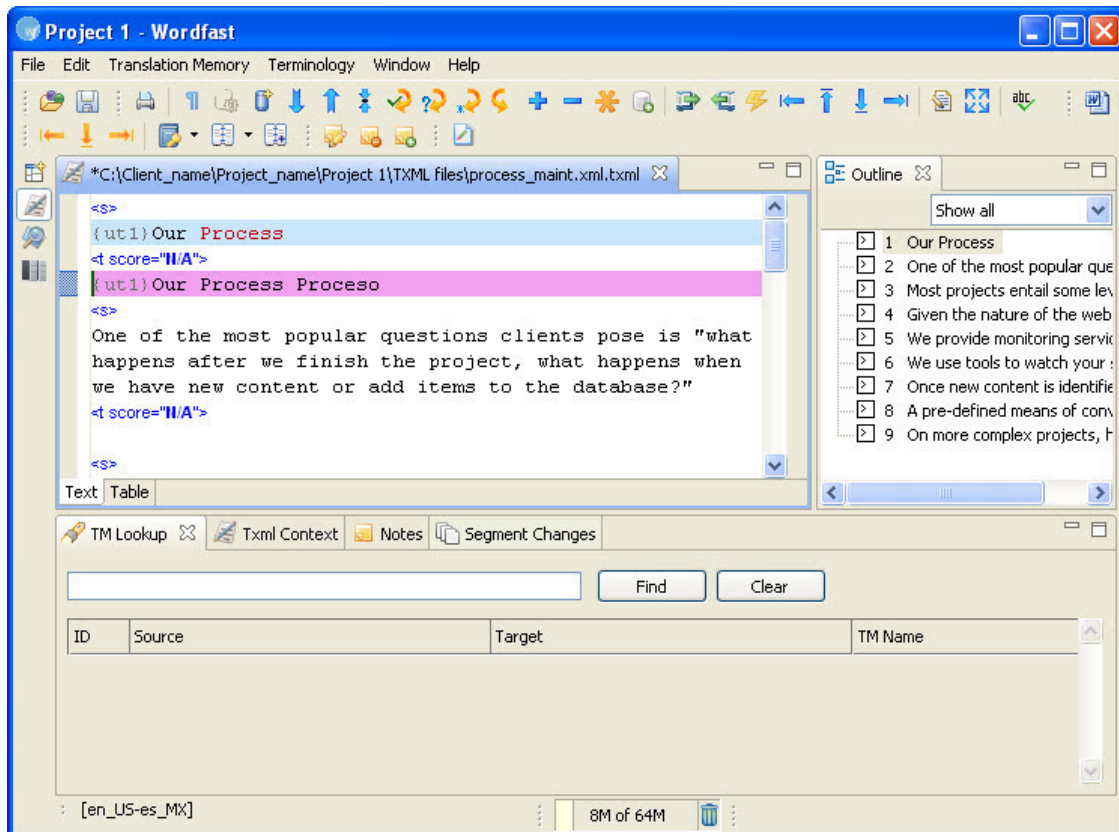 Project 1 - Wordfast
File Edit Translation Memory Terminology Window Help
abc
*C:\Client_name\Project_name\Project 1\TXML files\process_maint.xml.txml
<s>
{ut1}Our Process
<t score="N/A">
{ut1}Our Process Proceso
<s>
One of the most popular questions clients pose is "what
happens after we finish the project, what happens when
we have new content or add items to the database?"
<t score="N/A">
<s>
Text Table
Outline
Show all
1 Our Process
2 One of the most popular que
3 Most projects entail some lev
4 Given the nature of the web
5 We provide monitoring servic
6 We use tools to watch your s
7 Once new content is identifie
8 A pre-defined means of conv
9 On more complex projects, h
TM Lookup Txml Context Notes Segment Changes
Find Clear
ID Source Target TM Name
[en_US-es_MX] 8M of 64M